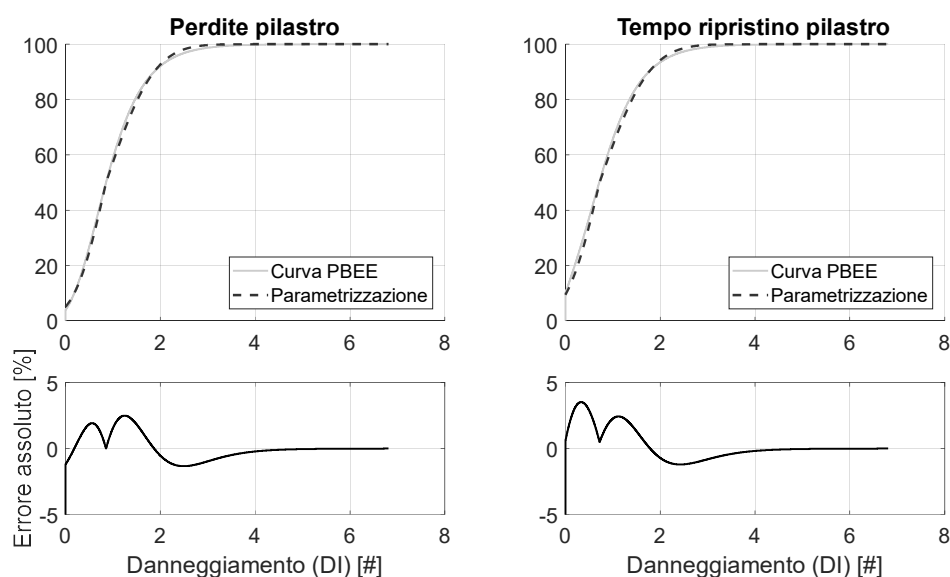 Perdite pilastro
100
80
60
40
20
0
0 2 4 6 8
Curva PBEE
Parametrizzazione
Tempo ripristino pilastro
100
80
60
40
20
0
0 2 4 6 8
Curva PBEE
Parametrizzazione
Errore assoluto [%]
5
0
-5
0 2 4 6 8
Danneggiamento (DI) [#]
5
0
-5
0 2 4 6 8
Danneggiamento (DI) [#]